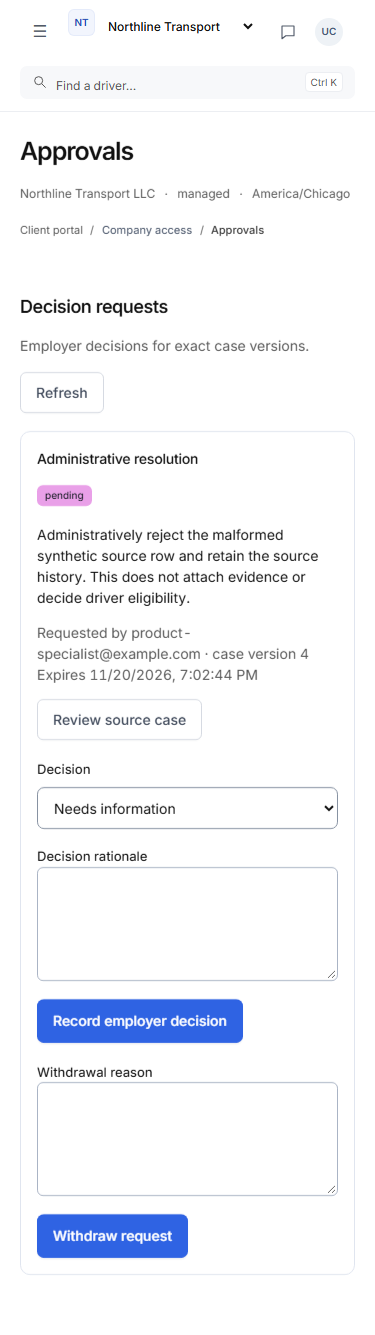 NT
Northline Transport
UC
Find a driver...
Ctrl K
Approvals
Northline Transport LLC · managed · America/Chicago
Client portal / Company access / Approvals
Decision requests
Employer decisions for exact case versions.
Refresh
Administrative resolution
pending
Administratively reject the malformed
synthetic source row and retain the source
history. This does not attach evidence or
decide driver eligibility.
Requested by product-
specialist@example.com · case version 4
Expires 11/20/2026, 7:02:44 PM
Review source case
Decision
Needs information
Decision rationale
Record employer decision
Withdrawal reason
Withdraw request